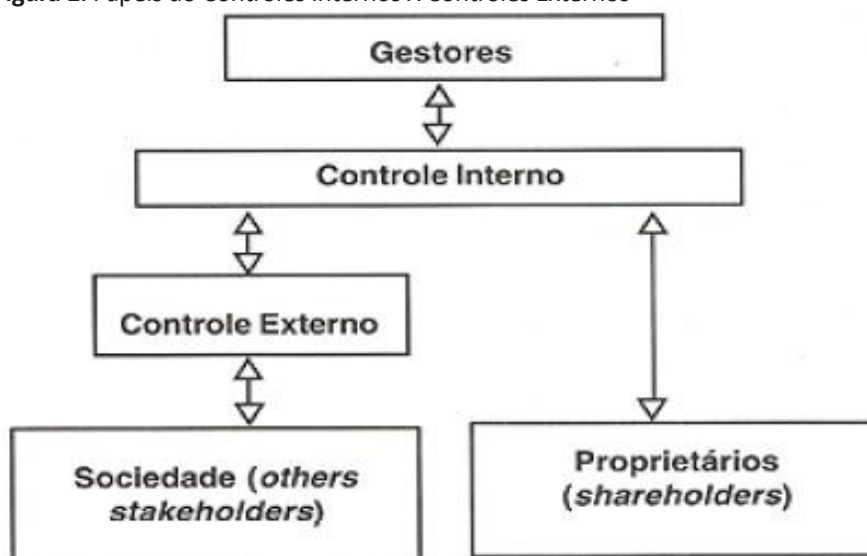 Gestores
Controle Interno
Controle Externo
Sociedade (others
stakeholders)
Proprietários
(shareholders)